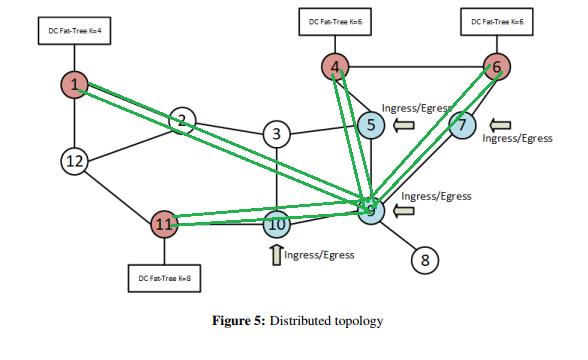 DC Fat-Tree K=4
DC Fat-Tree K=6
DC Fat-Tree K=6
1
4
6
2
3
5
Ingress/Egress
7
Ingress/Egress
12
11
10
9
Ingress/Egress
Ingress/Egress
8
DC Fat-Tree K=8
Figure 5: Distributed topology